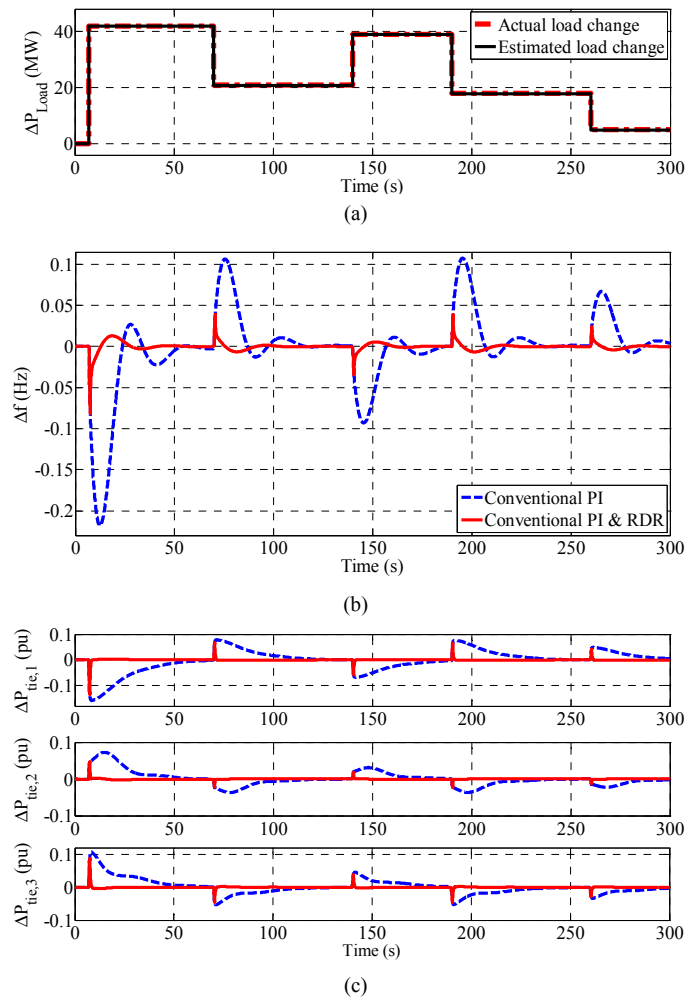 40
20
0
ΔP_Load (MW)
Actual load change
Estimated load change
0 50 100 150 200 250 300
Time (s)
(a)
0.1
0.05
0
-0.05
-0.1
-0.15
-0.2
Δf (Hz)
Conventional PI
Conventional PI & RDR
0 50 100 150 200 250 300
Time (s)
(b)
0.1
0
-0.1
ΔP_tie,1 (pu)
0 50 100 150 200 250 300
0.1
0
-0.1
ΔP_tie,2 (pu)
0 50 100 150 200 250 300
0.1
0
-0.1
ΔP_tie,3 (pu)
0 50 100 150 200 250 300
Time (s)
(c)